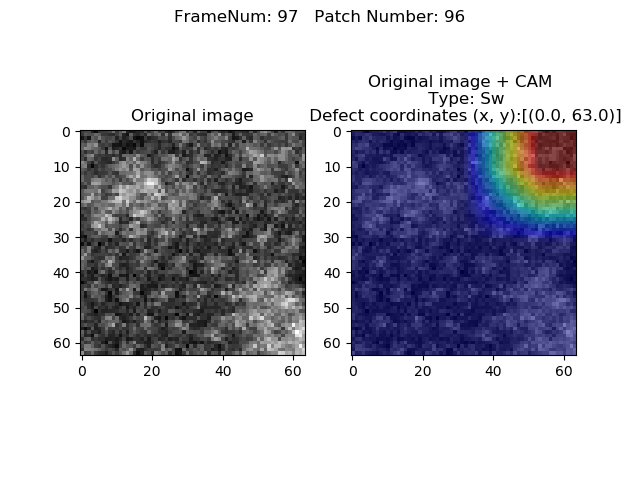 FrameNum: 97   Patch Number: 96
Original image
Original image + CAM
Type: Sw
Defect coordinates (x, y):[(0.0, 63.0)]
0
10
20
30
40
50
60
0 20 40 60
0
10
20
30
40
50
60
0 20 40 60